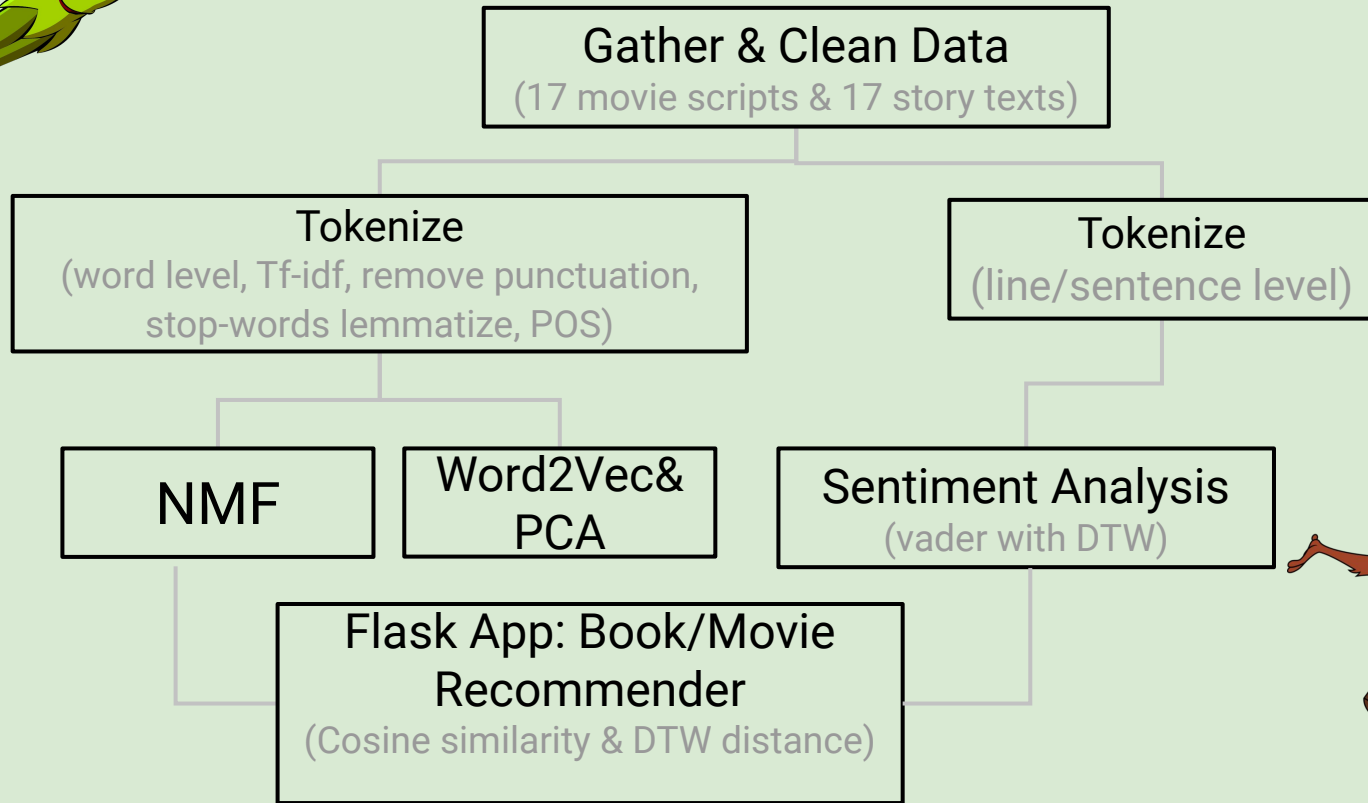 Gather & Clean Data
(17 movie scripts & 17 story texts)
Tokenize
(word level, Tf-idf, remove punctuation,
stop-words lemmatize, POS)
Tokenize
(line/sentence level)
NMF
Word2Vec&
PCA
Sentiment Analysis
(vader with DTW)
Flask App: Book/Movie
Recommender
(Cosine similarity & DTW distance)